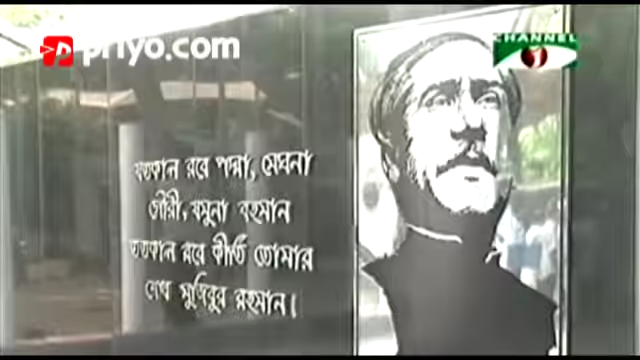 priyo.com
CHANNEL
যতকাল রবে পদ্মা, মেঘনা
গৌরী, যমুনা বহমান
ততকাল রবে কীর্তি তোমার
শেখ মুজিবুর রহমান।